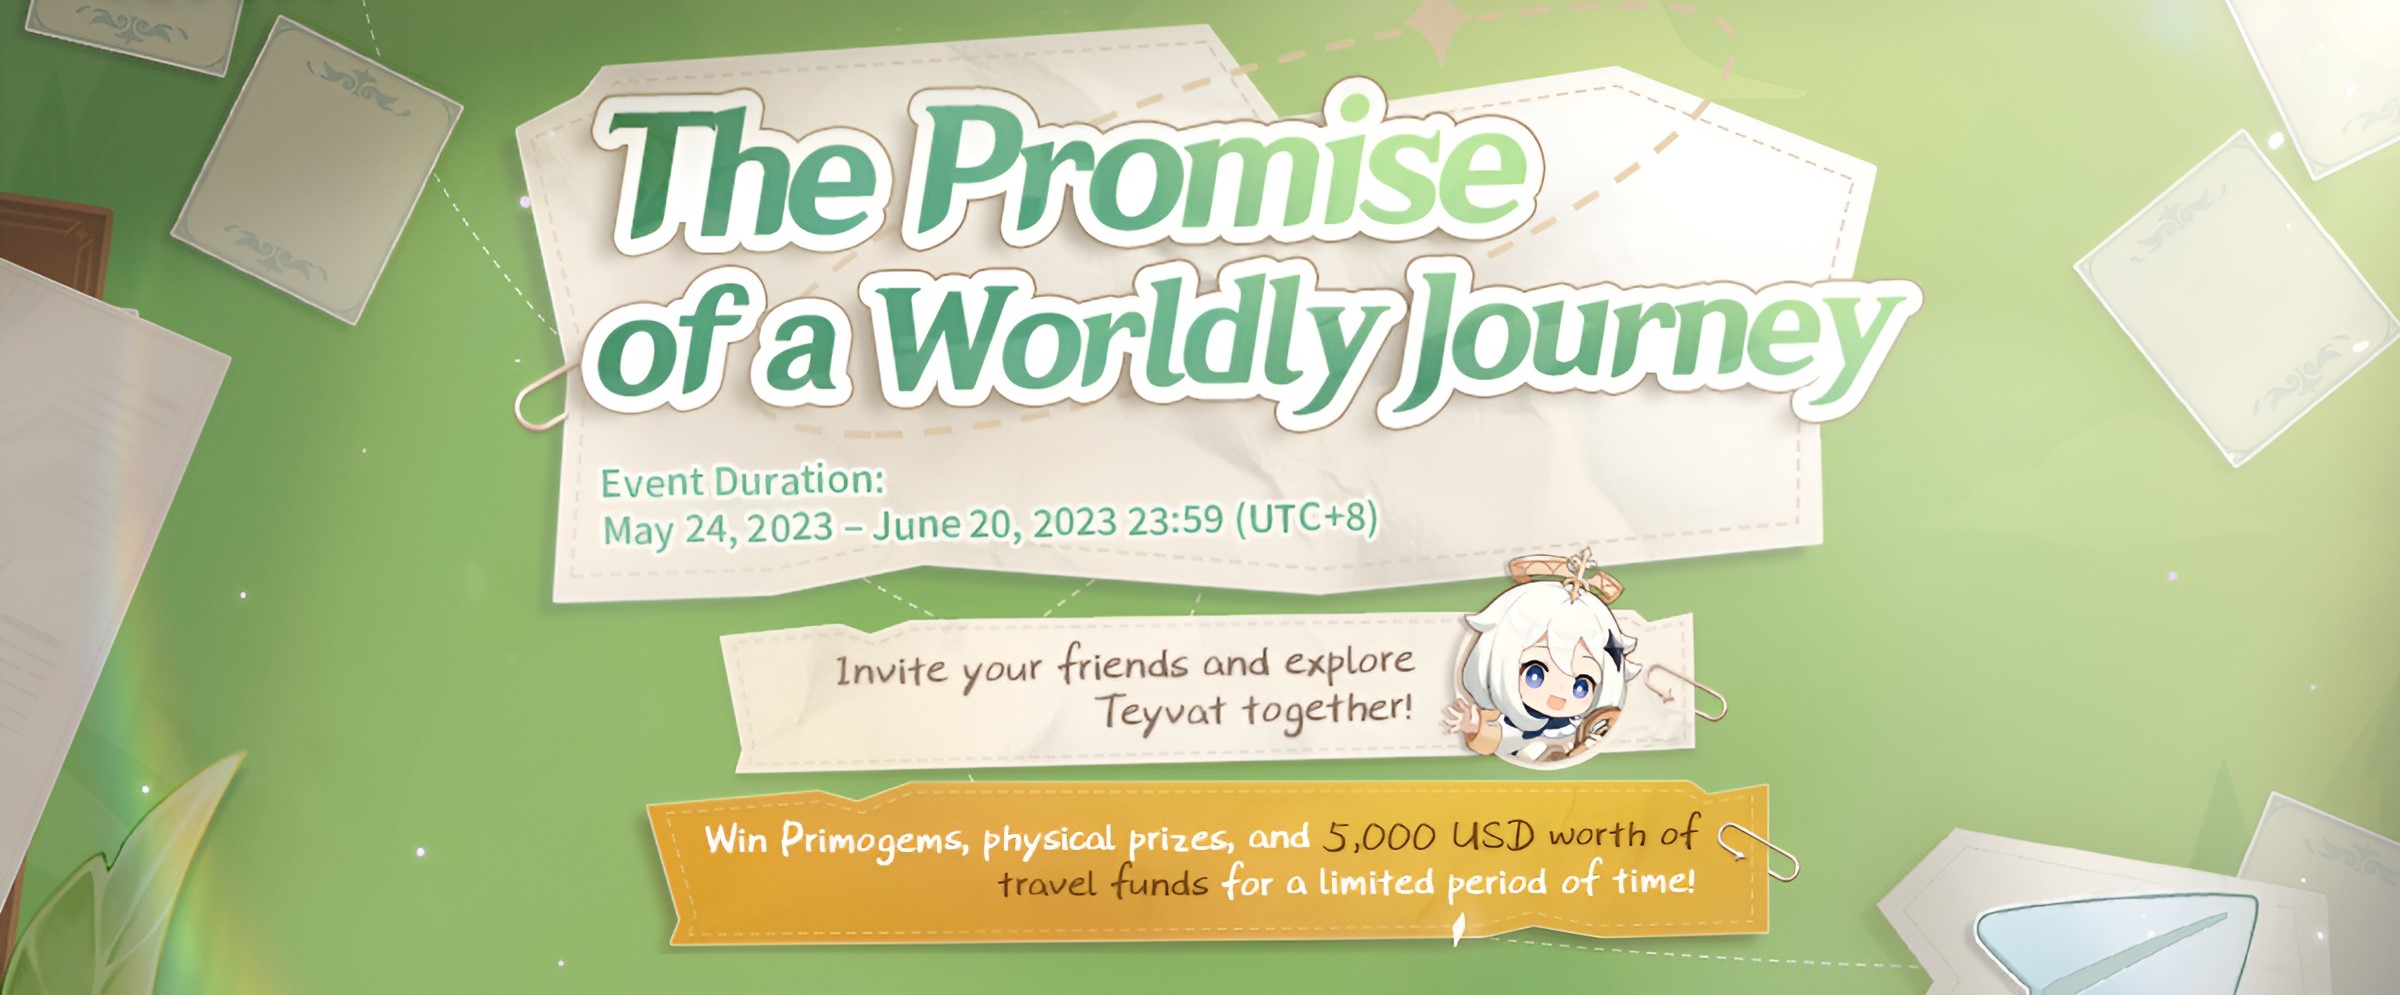 The Promise
of a Worldly Journey
Event Duration:
May 24, 2023 – June 20, 2023 23:59 (UTC+8)
Invite your friends and explore
Teyvat together!
Win Primogems, physical prizes, and 5,000 USD worth of
travel funds for a limited period of time!